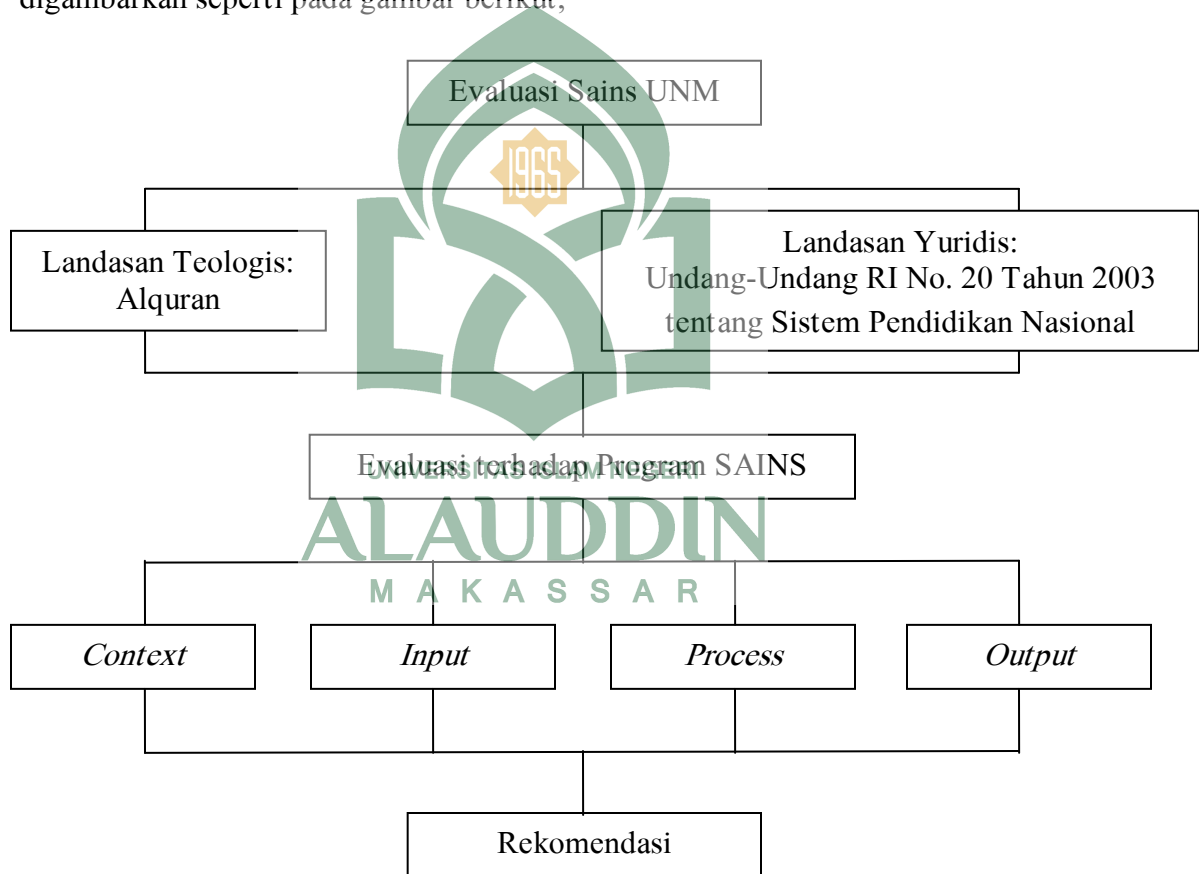 digambarkan seperti pada gambar berikut;
Evaluasi Sains UNM
1965
Landasan Teologis:
Alquran
Landasan Yuridis:
Undang-Undang RI No. 20 Tahun 2003
tentang Sistem Pendidikan Nasional
Evaluasi terhadap Program SAINS
UNIVERSITAS ISLAM NEGERI
ALAUDDIN
MAKASSAR
Context
Input
Process
Output
Rekomendasi